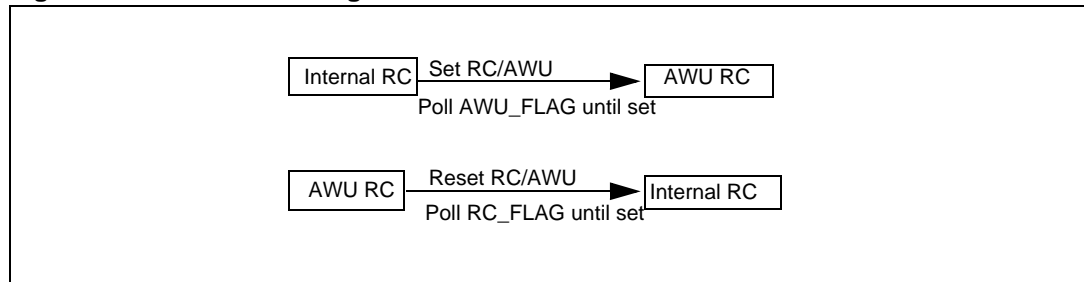 Internal RC
Set RC/AWU
AWU RC
Poll AWU_FLAG until set
AWU RC
Reset RC/AWU
Internal RC
Poll RC_FLAG until set